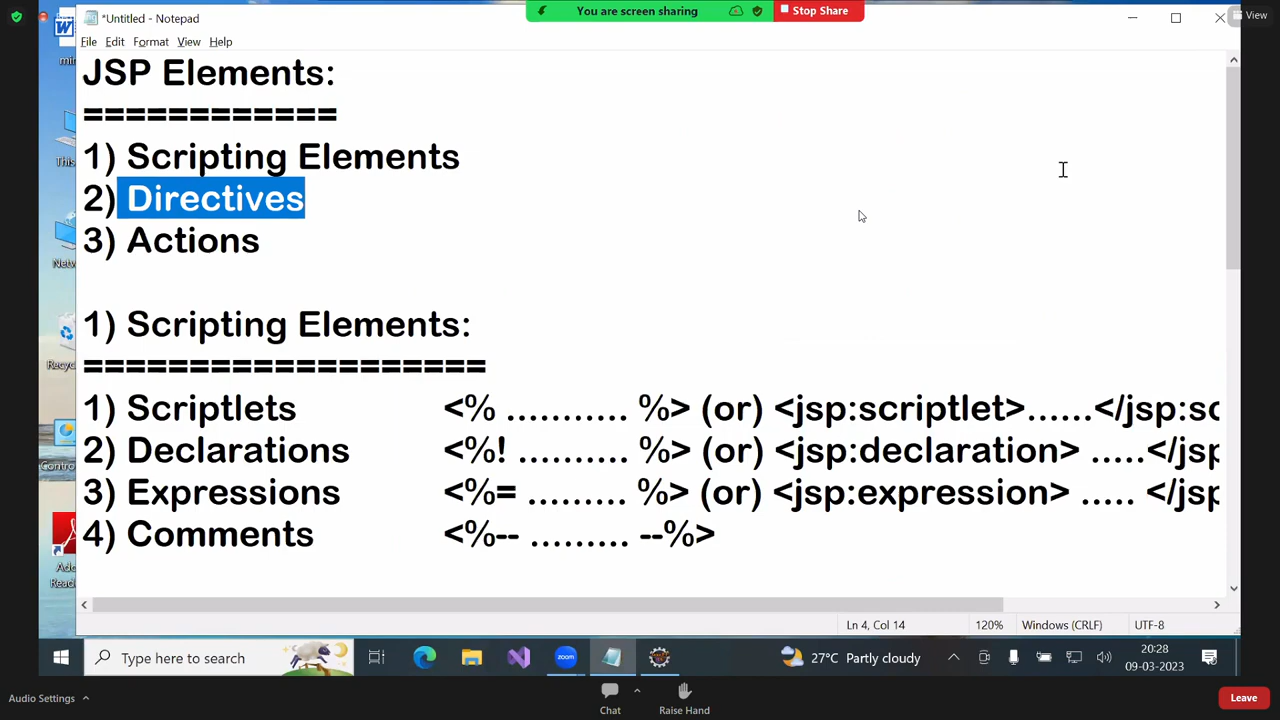 You are screen sharing
Stop Share
*Untitled - Notepad
View
File Edit Format View Help
JSP Elements:
============
1) Scripting Elements
2) Directives
3) Actions
1) Scripting Elements:
===================
1) Scriptlets <% ........... %> (or) <jsp:scriptlet>......</jsp:sc
2) Declarations <%! .......... %> (or) <jsp:declaration> .....</jsp
3) Expressions <%= ......... %> (or) <jsp:expression> ..... </jsp
4) Comments <%-- ......... --%>
Ln 4, Col 14 120% Windows (CRLF) UTF-8
Type here to search
zoom
27°C Partly cloudy
20:28
09-03-2023
Audio Settings
Chat
Raise Hand
Leave